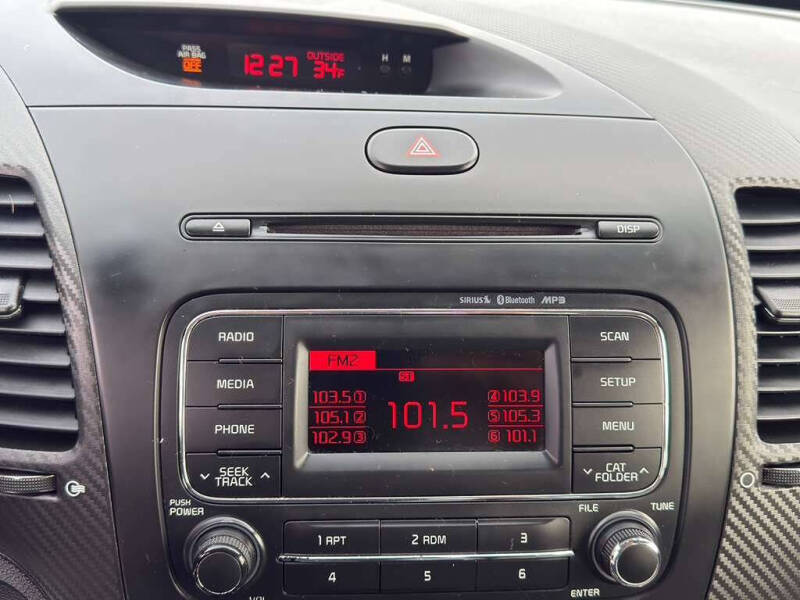 PASS
AIR BAG
OFF
12:27
OUTSIDE
34°F
H M
DISP
SIRIUS Bluetooth MP3
RADIO
MEDIA
PHONE
SEEK
TRACK
SCAN
SETUP
MENU
CAT
FOLDER
FM2
103.5 1
105.1 2
102.9 3
101.5
4 103.9
5 105.3
6 101.1
PUSH
POWER
VOL
FILE
TUNE
ENTER
1 RPT 2 RDM 3
4 5 6